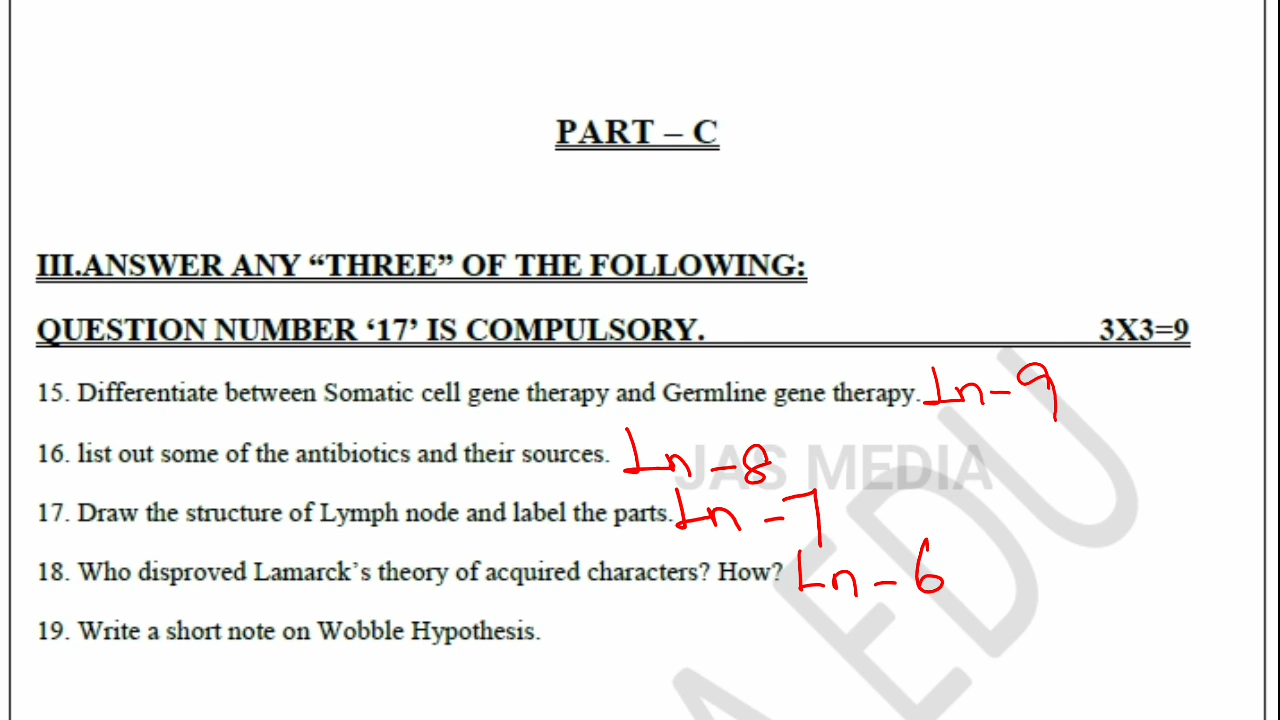 PART – C
III.ANSWER ANY “THREE” OF THE FOLLOWING:
QUESTION NUMBER ‘17’ IS COMPULSORY. 3X3=9
15. Differentiate between Somatic cell gene therapy and Germline gene therapy. Ln - 9
16. list out some of the antibiotics and their sources. Ln - 8
JAS MEDIA
17. Draw the structure of Lymph node and label the parts. Ln - 7
18. Who disproved Lamarck’s theory of acquired characters? How? Ln - 6
19. Write a short note on Wobble Hypothesis.
A EDU